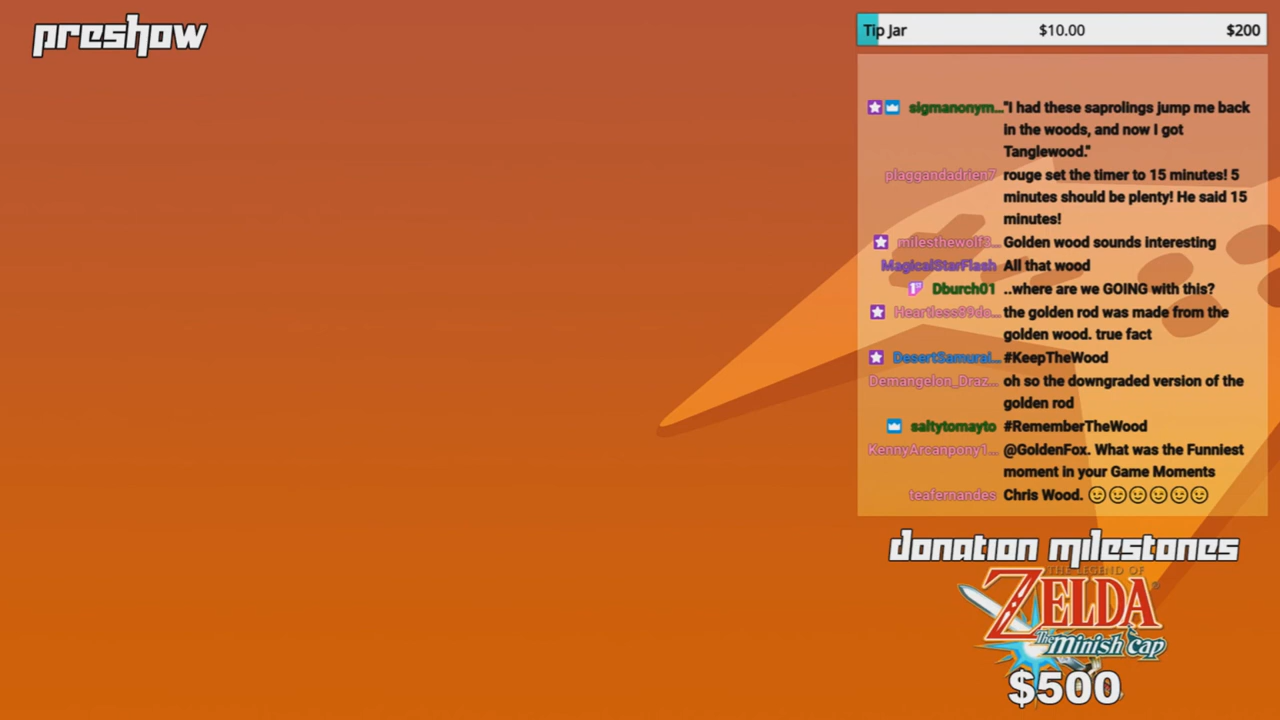 preshow
Tip Jar $10.00 $200
sigmanonym... "I had these saprolings jump me back
in the woods, and now I got
Tanglewood."
plaggandadrien7 rouge set the timer to 15 minutes! 5
minutes should be plenty! He said 15
minutes!
milesthewolf3... Golden wood sounds interesting
MagicalStarFlash All that wood
Dburch01 ..where are we GOING with this?
Heartless89do... the golden rod was made from the
golden wood. true fact
DesertSamurai... #KeepTheWood
Demangelon_Draz... oh so the downgraded version of the
golden rod
saltytomayto #RememberTheWood
KennyArcanpony1... @GoldenFox. What was the Funniest
moment in your Game Moments
teafernandes Chris Wood. 😉😉😉😉😉😉
donation milestones
THE LEGEND OF
ZELDA
The Minish Cap
$500